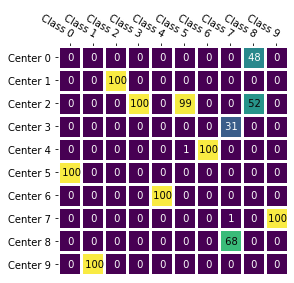 Class 0 Class 1 Class 2 Class 3 Class 4 Class 5 Class 6 Class 7 Class 8 Class 9
Center 0 0 0 0 0 0 0 0 0 48 0
Center 1 0 0 100 0 0 0 0 0 0 0
Center 2 0 0 0 100 0 99 0 0 52 0
Center 3 0 0 0 0 0 0 0 31 0 0
Center 4 0 0 0 0 0 1 100 0 0 0
Center 5 100 0 0 0 0 0 0 0 0 0
Center 6 0 0 0 0 100 0 0 0 0 0
Center 7 0 0 0 0 0 0 0 1 0 100
Center 8 0 0 0 0 0 0 0 68 0 0
Center 9 0 100 0 0 0 0 0 0 0 0